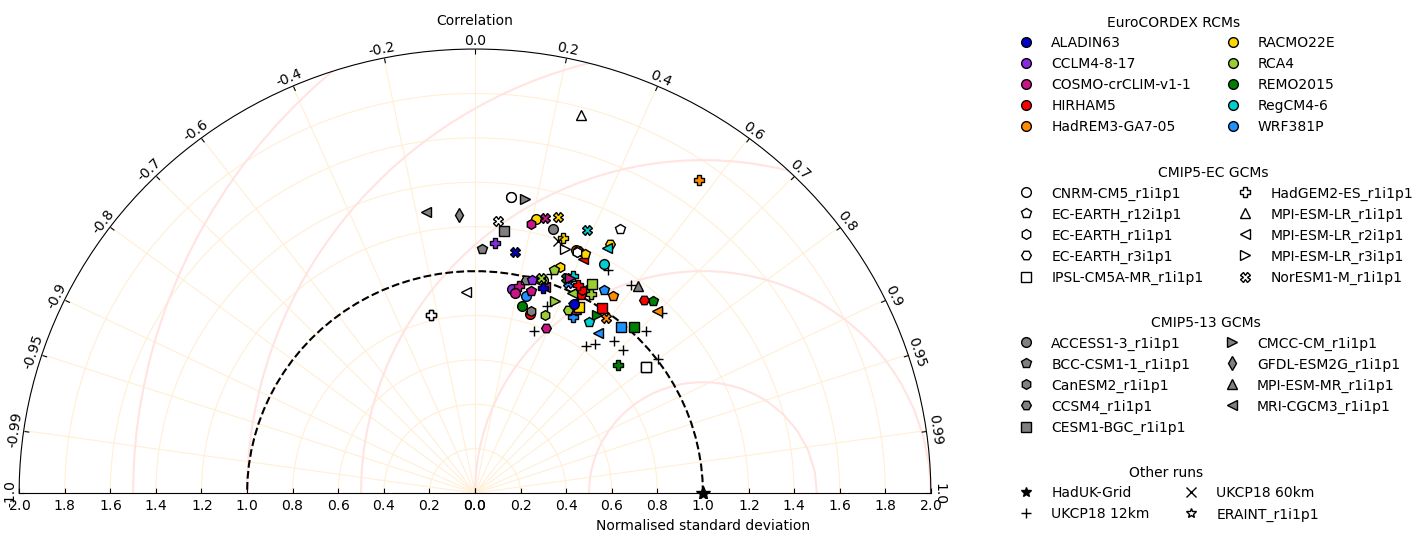 Correlation
0.0
-0.2
0.2
-0.4
0.4
-0.6
0.6
-0.7
0.7
-0.8
0.8
-0.9
0.9
-0.95
0.95
-0.99
0.99
-1.0
1.0
2.0 1.8 1.6 1.4 1.2 1.0 0.8 0.6 0.4 0.2 0.0 0.2 0.4 0.6 0.8 1.0 1.2 1.4 1.6 1.8 2.0
Normalised standard deviation
EuroCORDEX RCMs
ALADIN63
CCLM4-8-17
COSMO-crCLIM-v1-1
HIRHAM5
HadREM3-GA7-05
RACMO22E
RCA4
REMO2015
RegCM4-6
WRF381P
CMIP5-EC GCMs
CNRM-CM5_r1i1p1
EC-EARTH_r12i1p1
EC-EARTH_r1i1p1
EC-EARTH_r3i1p1
IPSL-CM5A-MR_r1i1p1
HadGEM2-ES_r1i1p1
MPI-ESM-LR_r1i1p1
MPI-ESM-LR_r2i1p1
MPI-ESM-LR_r3i1p1
NorESM1-M_r1i1p1
CMIP5-13 GCMs
ACCESS1-3_r1i1p1
BCC-CSM1-1_r1i1p1
CanESM2_r1i1p1
CCSM4_r1i1p1
CESM1-BGC_r1i1p1
CMCC-CM_r1i1p1
GFDL-ESM2G_r1i1p1
MPI-ESM-MR_r1i1p1
MRI-CGCM3_r1i1p1
Other runs
HadUK-Grid
UKCP18 12km
UKCP18 60km
ERAINT_r1i1p1